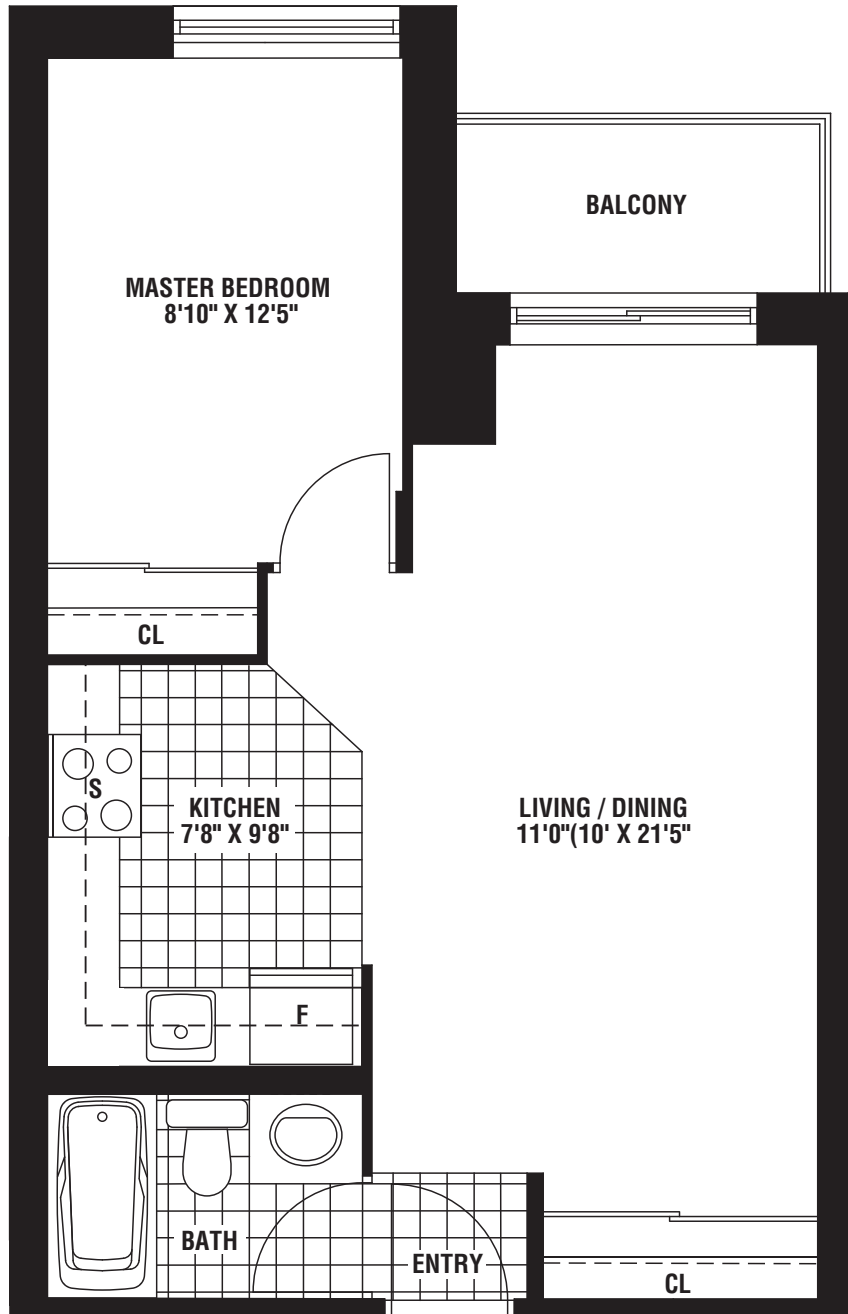 BALCONY
MASTER BEDROOM
8'10" X 12'5"
CL
S
KITCHEN
7'8" X 9'8"
LIVING / DINING
11'0"(10' X 21'5"
F
BATH
ENTRY
CL